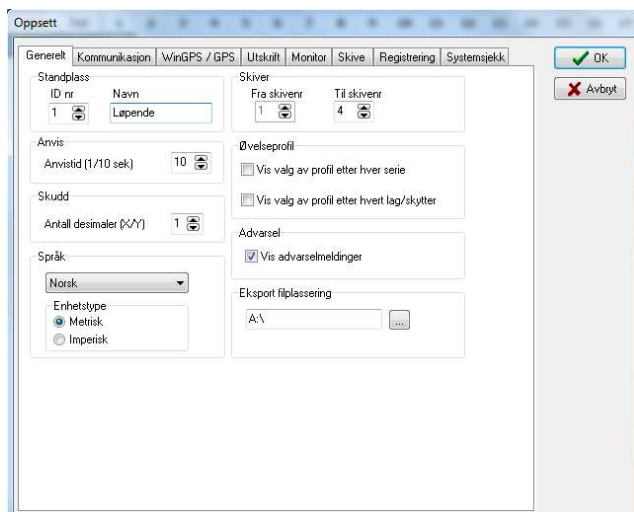 Oppsett
Generelt Kommunikasjon WinGPS / GPS Utskrift Monitor Skive Registrering Systemsjekk
OK
Avbryt
Standplass
ID nr Navn
1 Løpende
Skiver
Fra skivenr Til skivenr
1 4
Anvis
Anvistid (1/10 sek) 10
Øvelseprofil
Vis valg av profil etter hver serie
Vis valg av profil etter hvert lag/skytter
Skudd
Antall desimaler (X/Y) 1
Advarsel
Vis advarselmeldinger
Språk
Norsk
Enhetstype
Metrisk
Imperisk
Eksport filplassering
A:\ ...